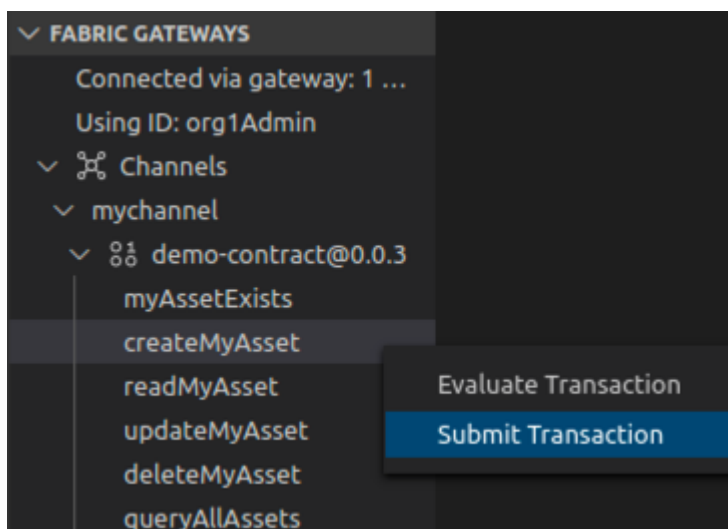 FABRIC GATEWAYS
Connected via gateway: 1 ...
Using ID: org1Admin
Channels
mychannel
demo-contract@0.0.3
myAssetExists
createMyAsset
readMyAsset
Evaluate Transaction
updateMyAsset
Submit Transaction
deleteMyAsset
queryAllAssets